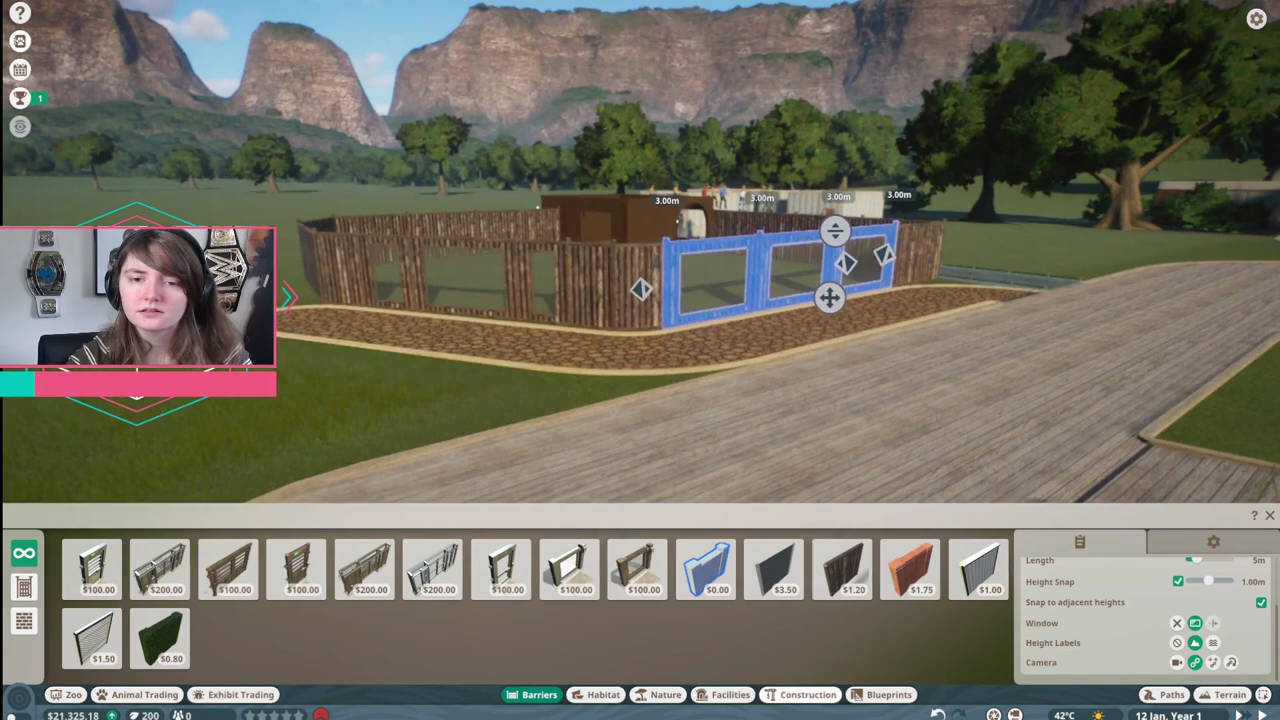 ?
1
3.00m 3.00m 3.00m 3.00m
? ×
$100.00 $200.00 $100.00 $100.00 $200.00 $200.00 $100.00 $100.00 $100.00 $0.00 $3.50 $1.20 $1.75 $1.00
$1.50 $0.80
Length 5m
Height Snap 1.00m
Snap to adjacent heights
Window
Height Labels
Camera
Zoo Animal Trading Exhibit Trading Barriers Habitat Nature Facilities Construction Blueprints Paths Terrain
$21,325.18 200 0 42°C 12 Jan, Year 1